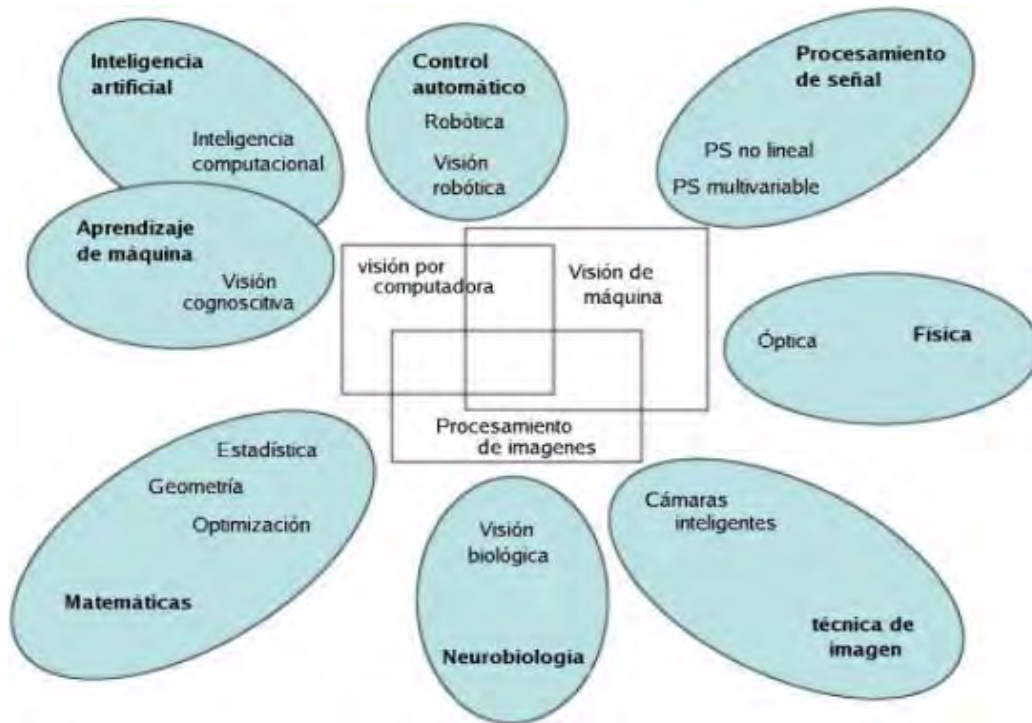 Inteligencia
artificial
Inteligencia
computacional
Control
automático
Robótica
Visión
robótica
Procesamiento
de señal
PS no lineal
PS multivariable
Aprendizaje
de máquina
Visión
cognoscitiva
visión por
computadora
Visión de
máquina
Procesamiento
de imagenes
Óptica
Física
Estadística
Geometría
Optimización
Matemáticas
Visión
biológica
Neurobiología
Cámaras
inteligentes
técnica de
imagen